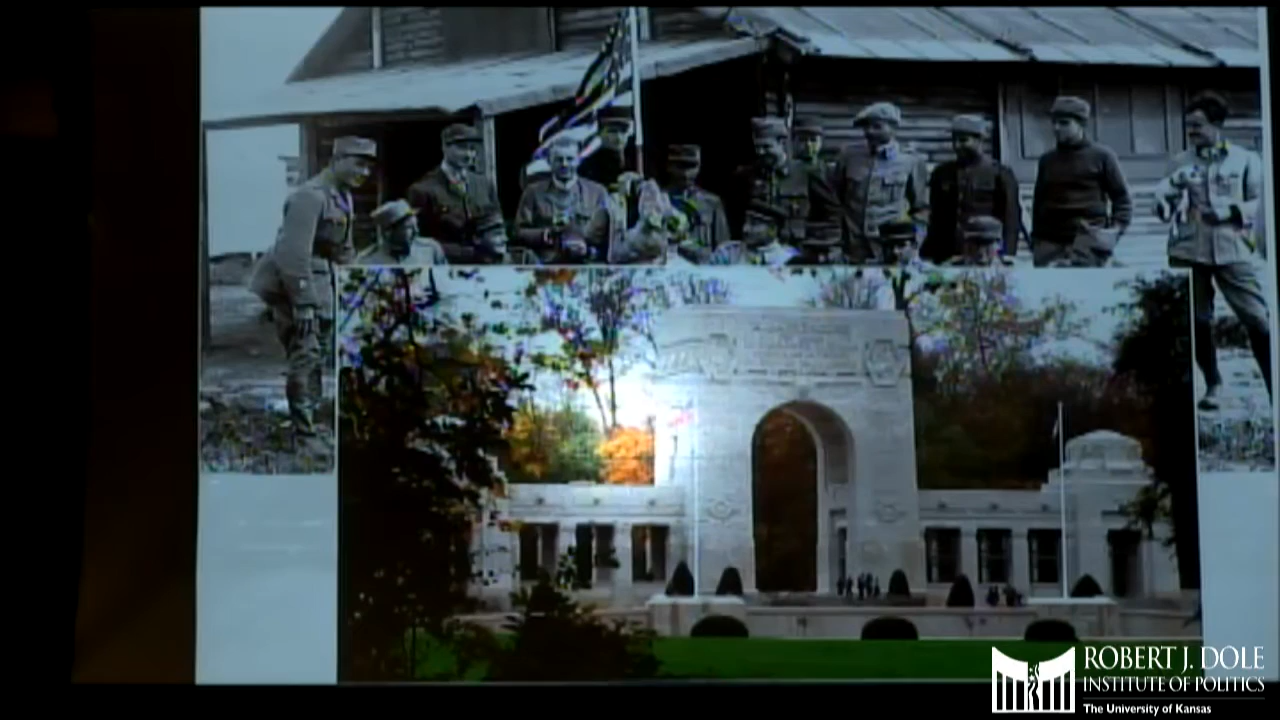 ROBERT J. DOLE
INSTITUTE OF POLITICS
The University of Kansas